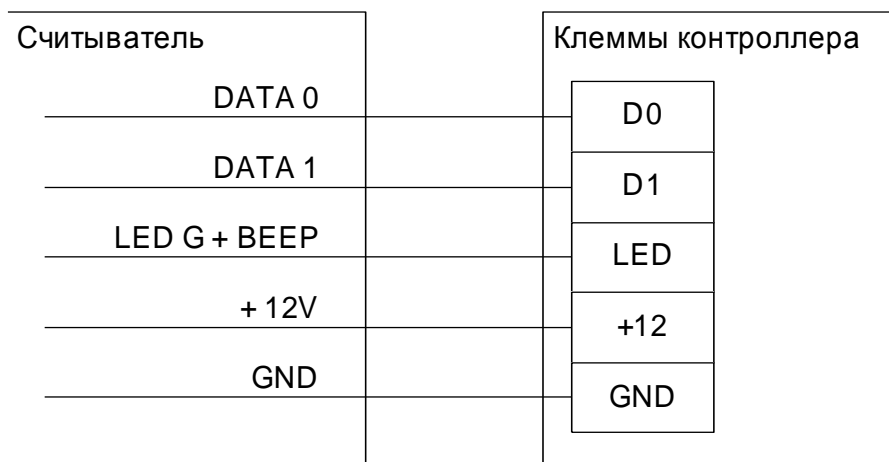 Считыватель
Клеммы контроллера
DATA 0
D0
DATA 1
D1
LED G + BEEP
LED
+ 12V
+12
GND
GND